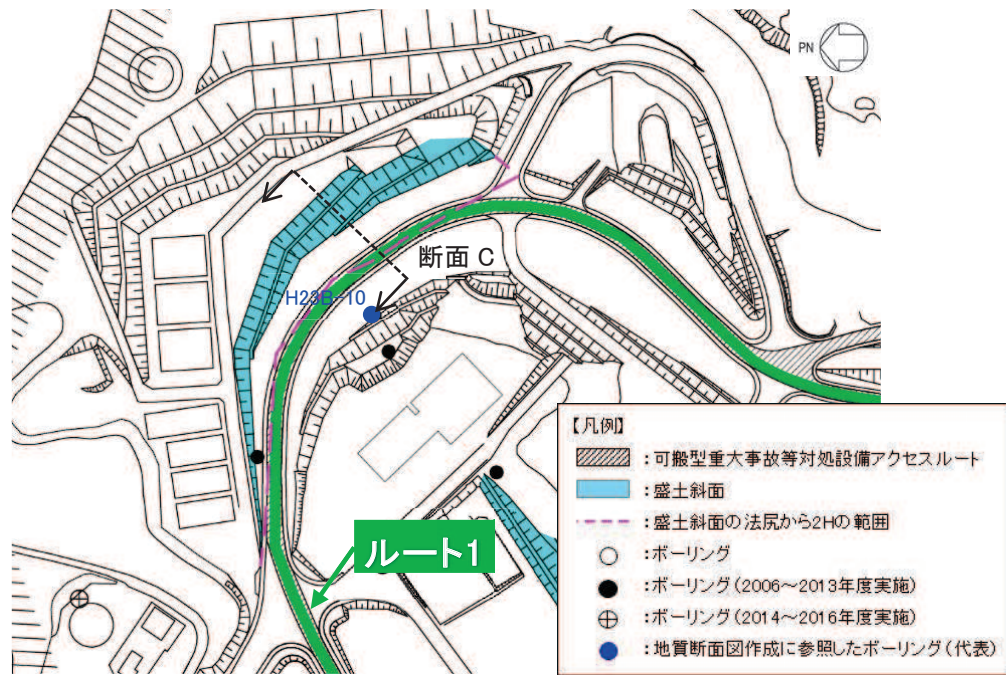 PN
断面 C
H23B-10
ルート1
【凡例】
:可搬型重大事故等対処設備アクセスルート
:盛土斜面
:盛土斜面の法尻から2Hの範囲
:ボーリング
:ボーリング(2006~2013年度実施)
:ボーリング(2014~2016年度実施)
:地質断面図作成に参照したボーリング(代表)